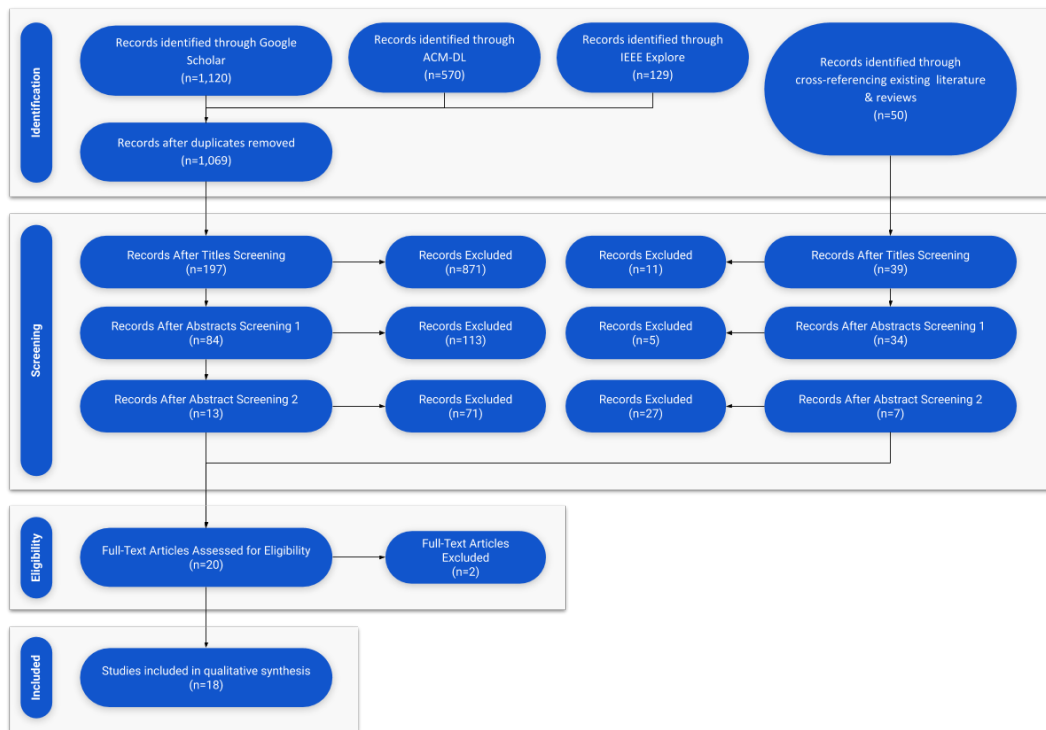 Identification
Records identified through Google
Scholar
(n=1,120)
Records identified through
ACM-DL
(n=570)
Records identified through
IEEE Explore
(n=129)
Records identified through
cross-referencing existing literature
& reviews
(n=50)
Records after duplicates removed
(n=1,069)
Screening
Records After Titles Screening
(n=197)
Records Excluded
(n=871)
Records Excluded
(n=11)
Records After Titles Screening
(n=39)
Records After Abstracts Screening 1
(n=84)
Records Excluded
(n=113)
Records Excluded
(n=5)
Records After Abstracts Screening 1
(n=34)
Records After Abstract Screening 2
(n=13)
Records Excluded
(n=71)
Records Excluded
(n=27)
Records After Abstract Screening 2
(n=7)
Eligibility
Full-Text Articles Assessed for Eligibility
(n=20)
Full-Text Articles
Excluded
(n=2)
Included
Studies included in qualitative synthesis
(n=18)